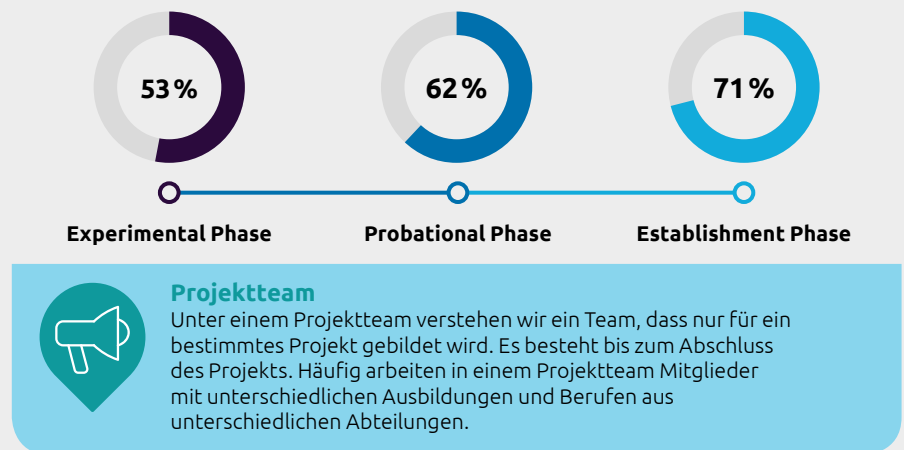 53 %
62 %
71 %
Experimental Phase
Probational Phase
Establishment Phase
Projektteam
Unter einem Projektteam verstehen wir ein Team, dass nur für ein
bestimmtes Projekt gebildet wird. Es besteht bis zum Abschluss
des Projekts. Häufig arbeiten in einem Projektteam Mitglieder
mit unterschiedlichen Ausbildungen und Berufen aus
unterschiedlichen Abteilungen.